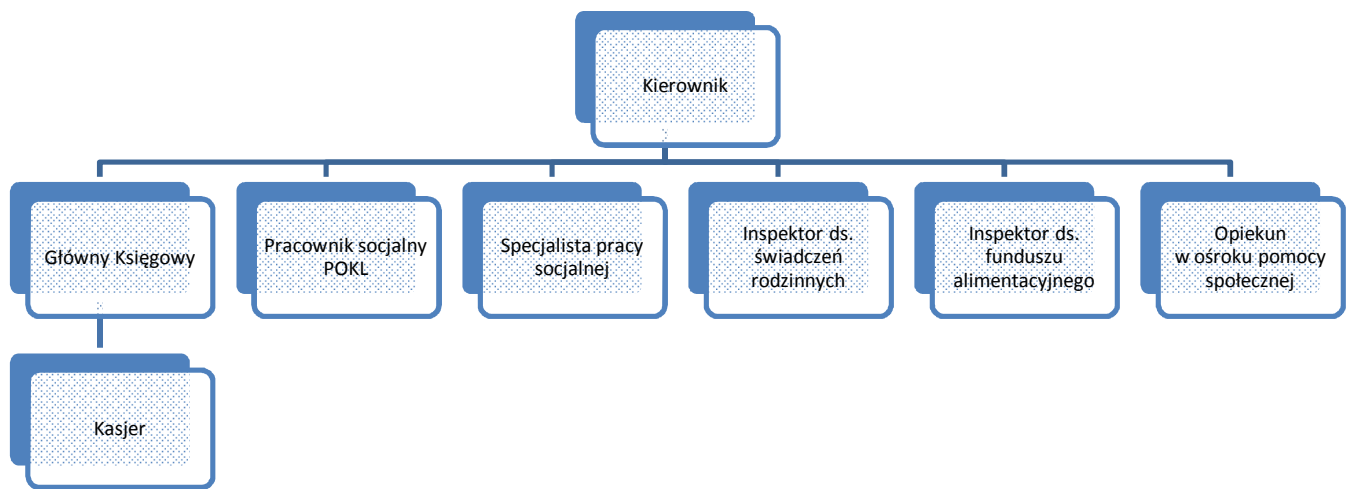 Kierownik
Główny Księgowy
Pracownik socjalny
POKL
Specjalista pracy
socjalnej
Inspektor ds.
świadczeń
rodzinnych
Inspektor ds.
funduszu
alimentacyjnego
Opiekun
w ośroku pomocy
społecznej
Kasjer